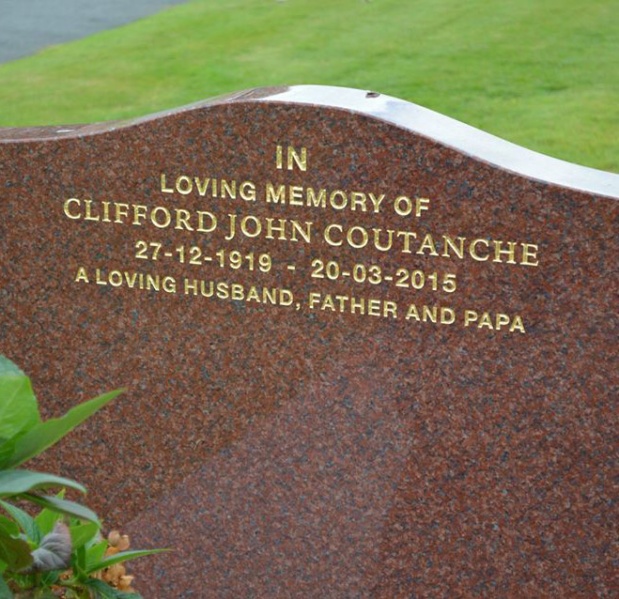 IN
LOVING MEMORY OF
CLIFFORD JOHN COUTANCHE
27-12-1919 - 20-03-2015
A LOVING HUSBAND, FATHER AND PAPA